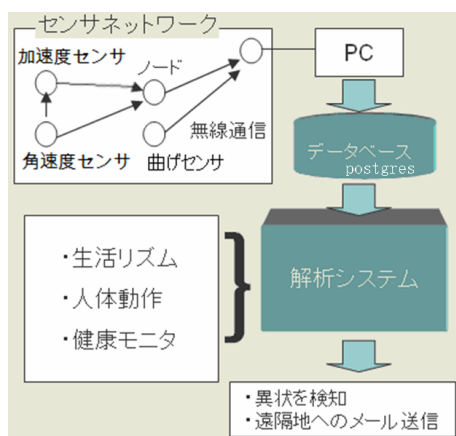 センサネットワーク
加速度センサ
ノード
PC
無線通信
角速度センサ
曲げセンサ
データベース
postgres
・生活リズム
・人体動作
・健康モニタ
解析システム
・異状を検知
・遠隔地へのメール送信